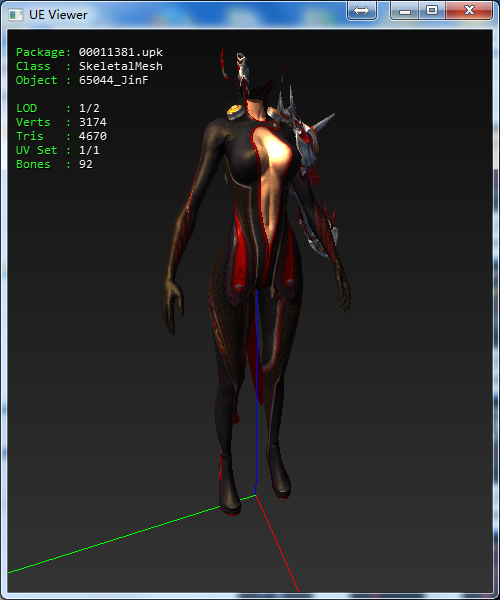 UE Viewer
Package: 00011381.upk
Class  : SkeletalMesh
Object : 65044_JinF
LOD    : 1/2
Verts  : 3174
Tris   : 4670
UV Set : 1/1
Bones  : 92